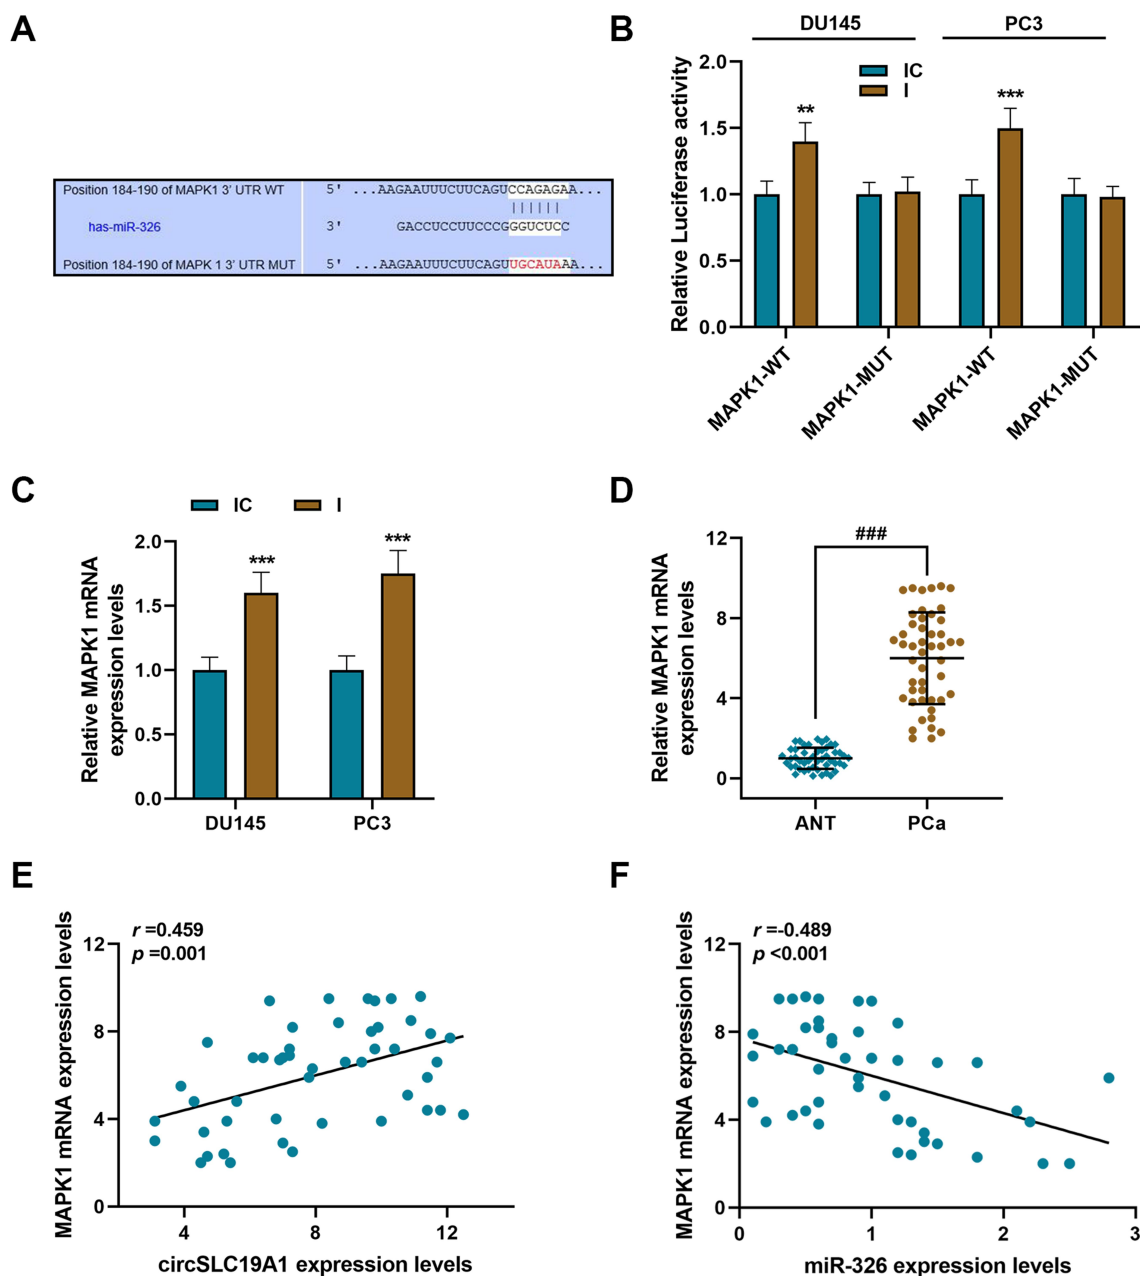 A
Position 184-190 of MAPK1 3' UTR WT 5' ...AAGAAUUUCUUCAGUCCAGAGAA...
has-miR-326 3' GACCUCCUUCCCGGGUCUCC
Position 184-190 of MAPK 1 3' UTR MUT 5' ...AAGAAUUUCUUCAGUUGCAUAAA...
B
DU145 PC3
IC
I
Relative Luciferase activity
2.0
1.5
1.0
0.5
0.0
** ***
MAPK1-WT MAPK1-MUT MAPK1-WT MAPK1-MUT
C
IC I
Relative MAPK1 mRNA
expression levels
2.0
1.5
1.0
0.5
0.0
*** ***
DU145 PC3
D
###
Relative MAPK1 mRNA
expression levels
12
8
4
0
ANT PCa
E
r =0.459
p =0.001
MAPK1 mRNA expression levels
12
8
4
0
4 8 12
circSLC19A1 expression levels
F
r =-0.489
p <0.001
MAPK1 mRNA expression levels
12
8
4
0
0 1 2 3
miR-326 expression levels